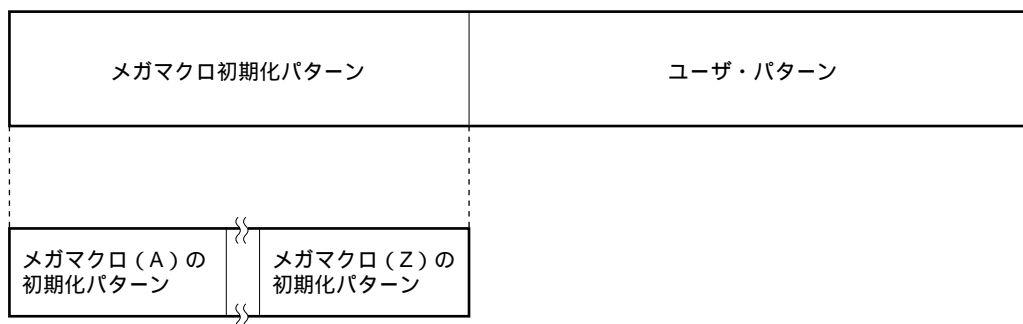 メガマクロ初期化パターン
ユーザ・パターン
メガマクロ（A）の
初期化パターン
メガマクロ（Z）の
初期化パターン